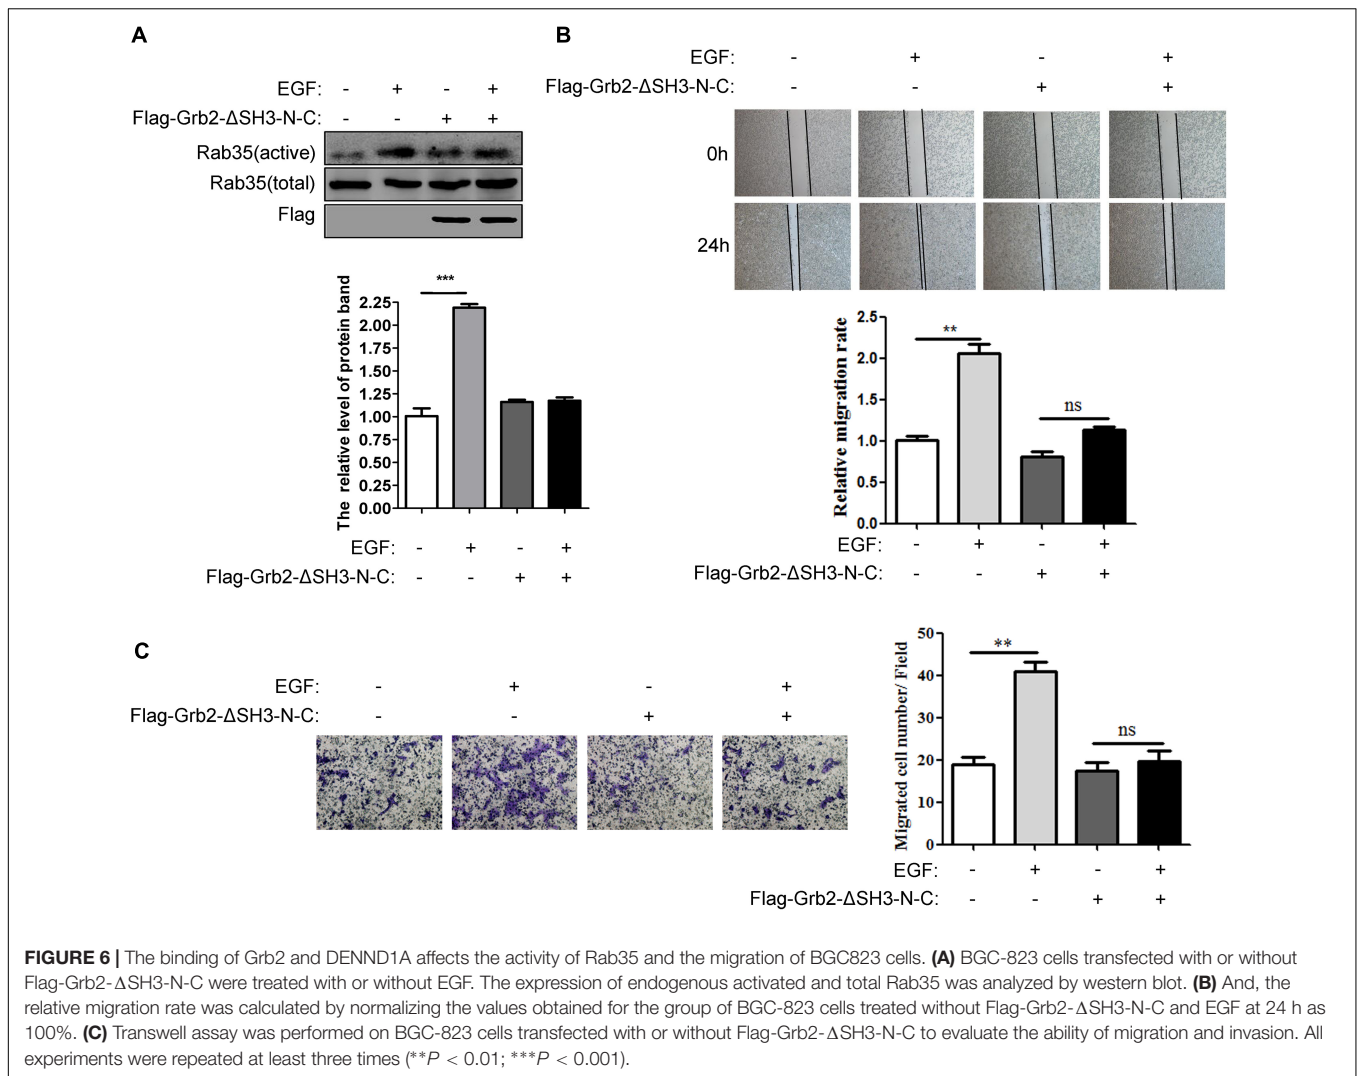 A
EGF: - + - +
Flag-Grb2-ΔSH3-N-C: - - + +
Rab35(active)
Rab35(total)
Flag
The relative level of protein band
***
2.25
2.00
1.75
1.50
1.25
1.00
0.75
0.50
0.25
0.00
EGF: - + - +
Flag-Grb2-ΔSH3-N-C: - - + +
B
EGF: - + - +
Flag-Grb2-ΔSH3-N-C: - - + +
0h
24h
Relative migration rate
** ns
2.5
2.0
1.5
1.0
0.5
0.0
EGF: - + - +
Flag-Grb2-ΔSH3-N-C: - - + +
C
EGF: - + - +
Flag-Grb2-ΔSH3-N-C: - - + +
Migrated cell number/ Field
** ns
50
40
30
20
10
0
EGF: - + - +
Flag-Grb2-ΔSH3-N-C: - - + +
FIGURE 6 | The binding of Grb2 and DENND1A affects the activity of Rab35 and the migration of BGC823 cells. (A) BGC-823 cells transfected with or without
Flag-Grb2-ΔSH3-N-C were treated with or without EGF. The expression of endogenous activated and total Rab35 was analyzed by western blot. (B) And, the
relative migration rate was calculated by normalizing the values obtained for the group of BGC-823 cells treated without Flag-Grb2-ΔSH3-N-C and EGF at 24 h as
100%. (C) Transwell assay was performed on BGC-823 cells transfected with or without Flag-Grb2-ΔSH3-N-C to evaluate the ability of migration and invasion. All
experiments were repeated at least three times (**P < 0.01; ***P < 0.001).